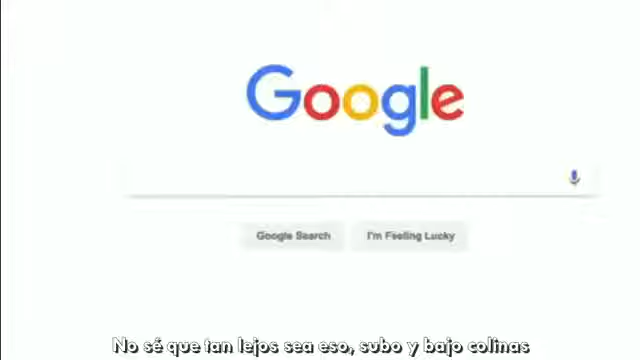 Google
Google Search
I'm Feeling Lucky
No sé que tan lejos sea eso, subo y bajo colinas